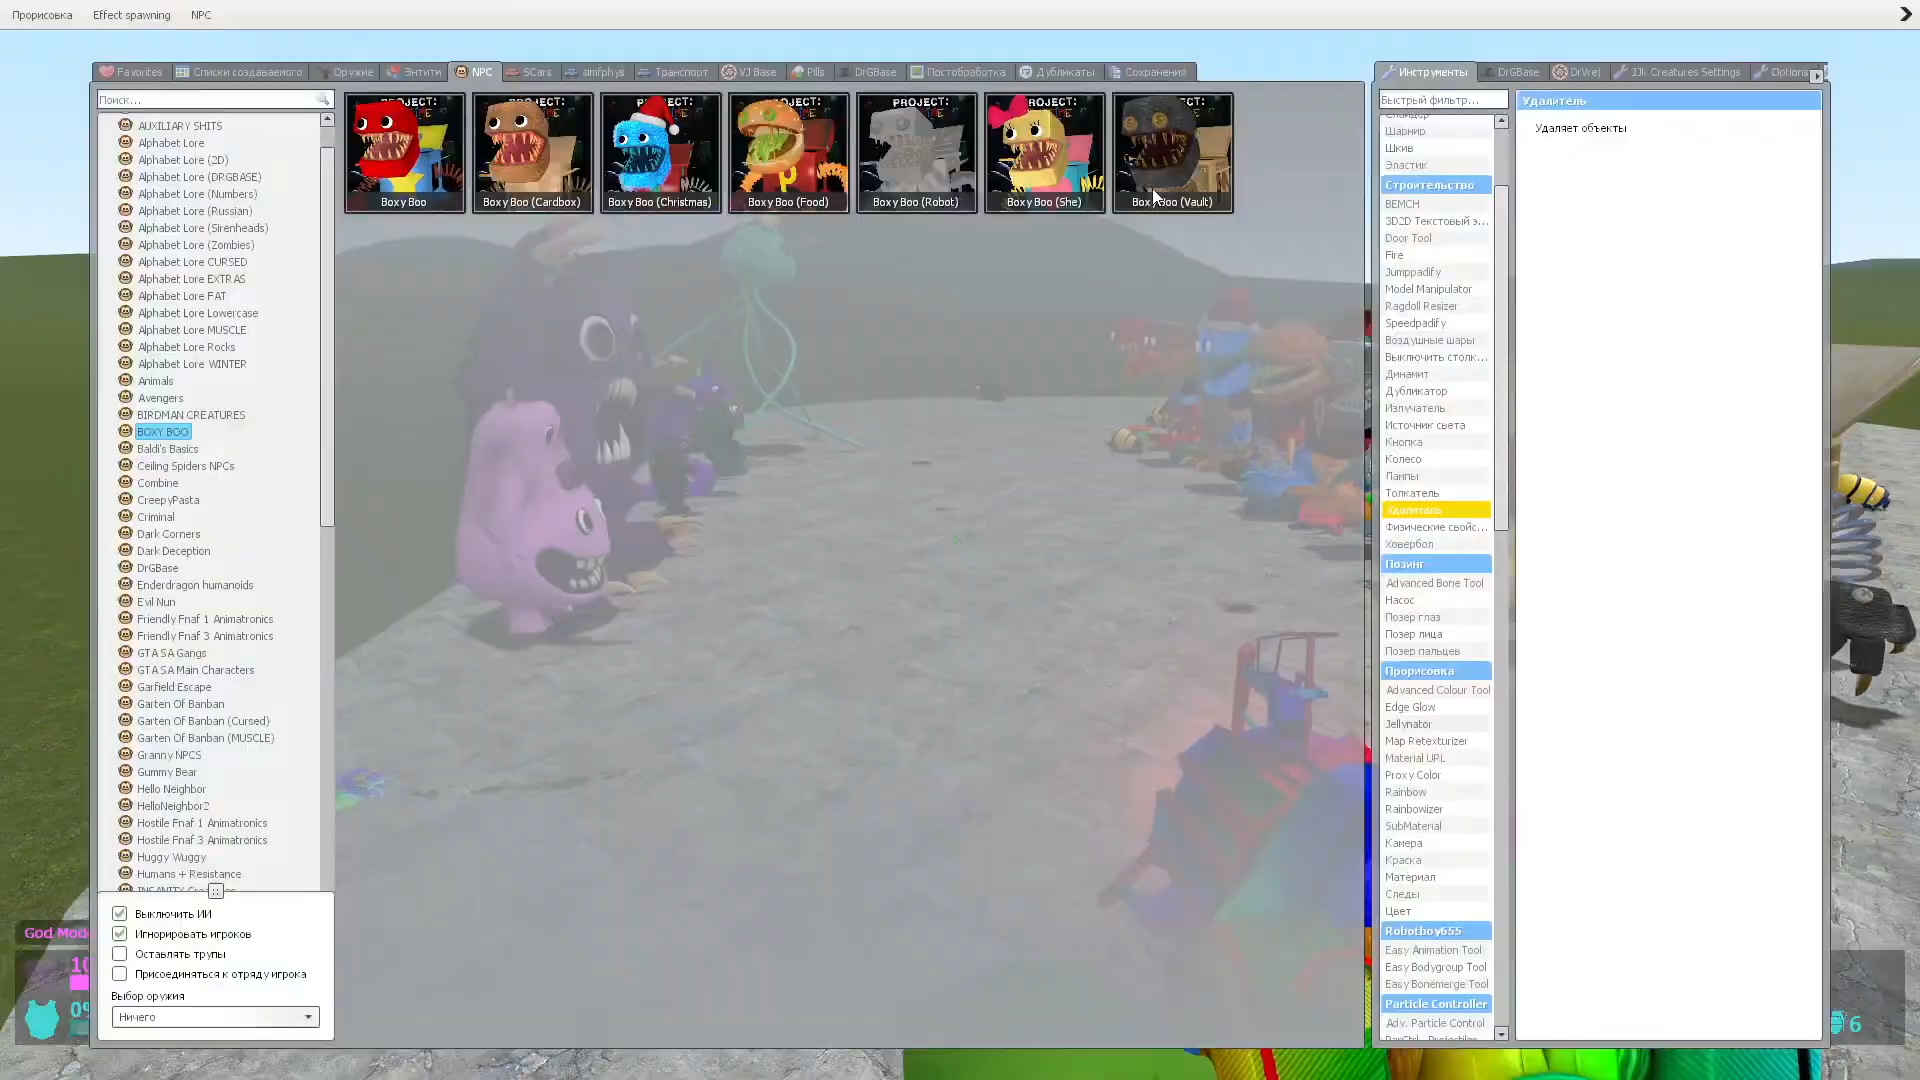 Прорисовка Effect spawning NPC
Favorites Списки создаваемого Оружие Энтити NPC SCars simfphys Транспорт VJ Base Pills DrGBase Постобработка Дубликаты Сохранения
Поиск...
AUXILIARY SHITS
Alphabet Lore
Alphabet Lore (2D)
Alphabet Lore (DRGBASE)
Alphabet Lore (Numbers)
Alphabet Lore (Russian)
Alphabet Lore (Sirenheads)
Alphabet Lore (Zombies)
Alphabet Lore CURSED
Alphabet Lore EXTRAS
Alphabet Lore FAT
Alphabet Lore Lowercase
Alphabet Lore MUSCLE
Alphabet Lore Rocks
Alphabet Lore WINTER
Animals
Avengers
BIRDMAN CREATURES
BOXY BOO
Baldi's Basics
Ceiling Spiders NPCs
Combine
CreepyPasta
Criminal
Dark Corners
Dark Deception
DrGBase
Enderdragon humanoids
Evil Nun
Friendly Fnaf 1 Animatronics
Friendly Fnaf 3 Animatronics
GTA SA Gangs
GTA SA Main Characters
Garfield Escape
Garten Of Banban
Garten Of Banban (Cursed)
Garten Of Banban (MUSCLE)
Granny NPCS
Gummy Bear
Hello Neighbor
HelloNeighbor2
Hostile Fnaf 1 Animatronics
Hostile Fnaf 3 Animatronics
Huggy Wuggy
Humans + Resistance
Выключить ИИ
Игнорировать игроков
Оставлять трупы
Присоединяться к отряду игрока
Выбор оружия
Ничего
God Mode
0%
PROJECT:
Boxy Boo
Boxy Boo (Cardbox)
Boxy Boo (Christmas)
Boxy Boo (Food)
PROJECT:
Boxy Boo (Robot)
Boxy Boo (She)
Boxy Boo (Vault)
Инструменты DrGBase DrVrej JJk Creatures Settings Options
Быстрый фильтр...
Слайдер
Шарнир
Шкив
Эластик
Строительство
BEMCH
3D2D Текстовый э...
Door Tool
Fire
Jumppadify
Model Manipulator
Ragdoll Resizer
Speedpadify
Воздушные шары
Выключить столк...
Динамит
Дубликатор
Излучатель
Источник света
Кнопка
Колесо
Лампы
Толкатель
Удалитель
Физические свойс...
Ховербол
Позинг
Advanced Bone Tool
Насос
Позер глаз
Позер лица
Позер пальцев
Прорисовка
Advanced Colour Tool
Edge Glow
Jellynator
Map Retexturizer
Material URL
Proxy Color
Rainbow
Rainbowizer
SubMaterial
Камера
Краска
Материал
Следы
Цвет
Robotboy655
Easy Animation Tool
Easy Bodygroup Tool
Easy Bonemerge Tool
Particle Controller
Adv. Particle Control
Удалитель
Удаляет объекты
6